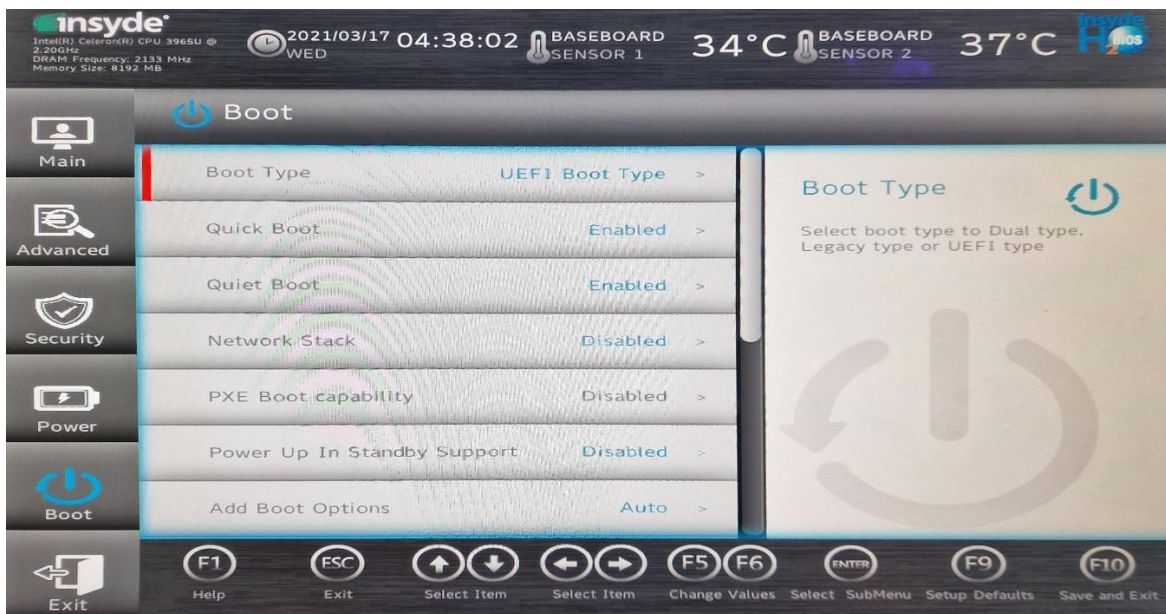 insyde
Intel(R) Celeron(R) CPU 3965U @
2.20GHz
DRAM Frequency: 2133 MHz
Memory Size: 8192 MB
2021/03/17
WED
04:38:02
BASEBOARD
SENSOR 1
34°C
BASEBOARD
SENSOR 2
37°C
insyde
H2O BIOS
Main
Advanced
Security
Power
Boot
Exit
Boot
Boot Type UEFI Boot Type >
Quick Boot Enabled >
Quiet Boot Enabled >
Network Stack Disabled >
PXE Boot capability Disabled >
Power Up In Standby Support Disabled >
Add Boot Options Auto >
Boot Type
Select boot type to Dual type,
Legacy type or UEFI type
F1 ESC F5 F6 ENTER F9 F10
Help Exit Select Item Select Item Change Values Select SubMenu Setup Defaults Save and Exit